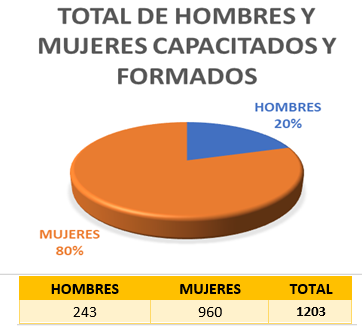 TOTAL DE HOMBRES Y
MUJERES CAPACITADOS Y
FORMADOS
HOMBRES
20%
MUJERES
80%
HOMBRES MUJERES TOTAL
243 960 1203